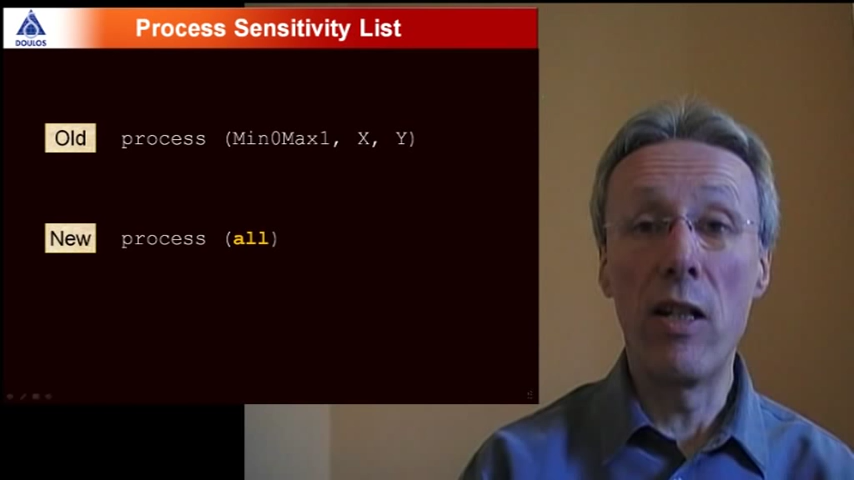 DOULOS
Process Sensitivity List
Old process (Min0Max1, X, Y)
New process (all)